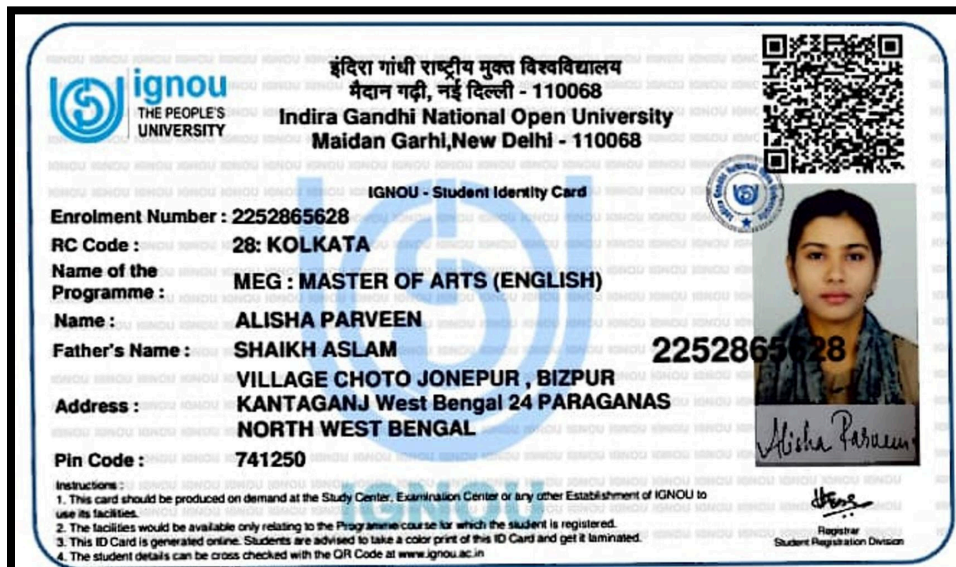 ignou
THE PEOPLE'S
UNIVERSITY
इंदिरा गांधी राष्ट्रीय मुक्त विश्वविद्यालय
मैदान गढ़ी, नई दिल्ली - 110068
Indira Gandhi National Open University
Maidan Garhi,New Delhi - 110068
IGNOU - Student Identity Card
Enrolment Number : 2252865628
RC Code : 28: KOLKATA
Name of the
Programme : MEG : MASTER OF ARTS (ENGLISH)
Name : ALISHA PARVEEN
Father's Name : SHAIKH ASLAM
2252865628
Address : VILLAGE CHOTO JONEPUR , BIZPUR
KANTAGANJ West Bengal 24 PARAGANAS
NORTH WEST BENGAL
Alisha Parveen
Pin Code : 741250
Instructions :
1. This card should be produced on demand at the Study Center, Examination Center or any other Establishment of IGNOU to
use its facilities.
2. The facilities would be available only relating to the Programme course for which the student is registered.
3. This ID Card is generated online. Students are advised to take a color print of this ID Card and get it laminated.
4. The student details can be cross checked with the QR Code at www.ignou.ac.in
Registrar
Student Registration Division
IGNOU